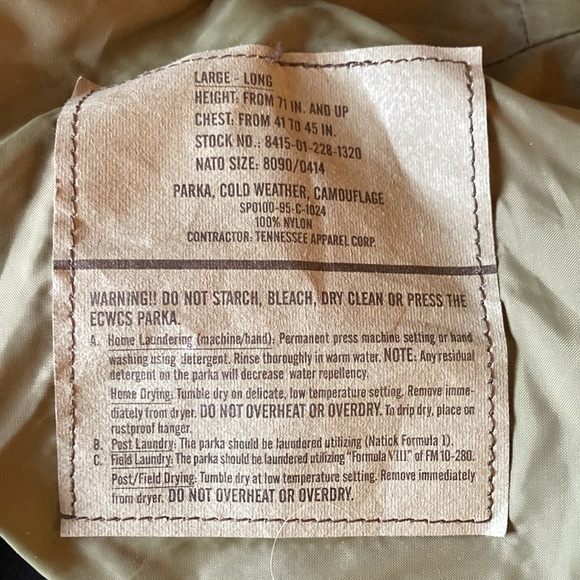 LARGE - LONG
HEIGHT: FROM 71 IN. AND UP
CHEST: FROM 41 TO 45 IN.
STOCK NO.: 8415-01-228-1320
NATO SIZE: 8090/0414
PARKA, COLD WEATHER, CAMOUFLAGE
SPO100-95-C-1024
100% NYLON
CONTRACTOR: TENNESSEE APPAREL CORP.
WARNING!! DO NOT STARCH, BLEACH, DRY CLEAN OR PRESS THE
ECWCS PARKA.
A. Home Laundering (machine/hand): Permanent press machine setting or hand
washing using detergent. Rinse thoroughly in warm water. NOTE: Any residual
detergent on the parka will decrease water repellency.
Home Drying: Tumble dry on delicate, low temperature setting. Remove imme-
diately from dryer. DO NOT OVERHEAT OR OVERDRY. To drip dry, place on
rustproof hanger.
B. Post Laundry: The parka should be laundered utilizing (Natick Formula 1).
C. Field Laundry: The parka should be laundered utilizing "Formula VIII" of FM 10-280.
Post/Field Drying: Tumble dry at low temperature setting. Remove immediately
from dryer. DO NOT OVERHEAT OR OVERDRY.